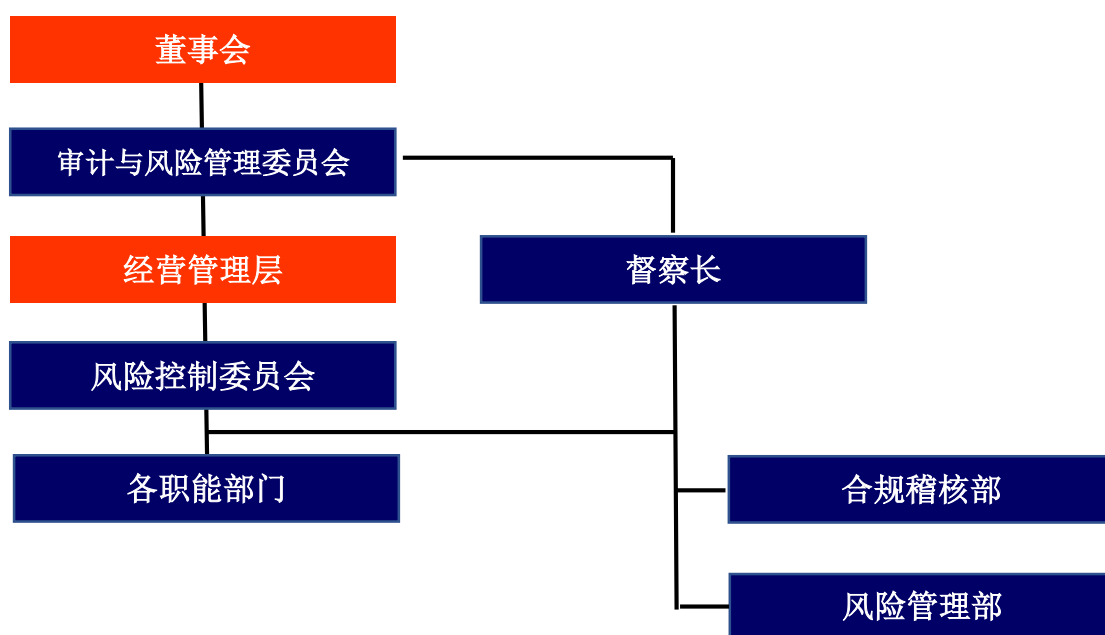 董事会
审计与风险管理委员会
经营管理层
督察长
风险控制委员会
各职能部门
合规稽核部
风险管理部